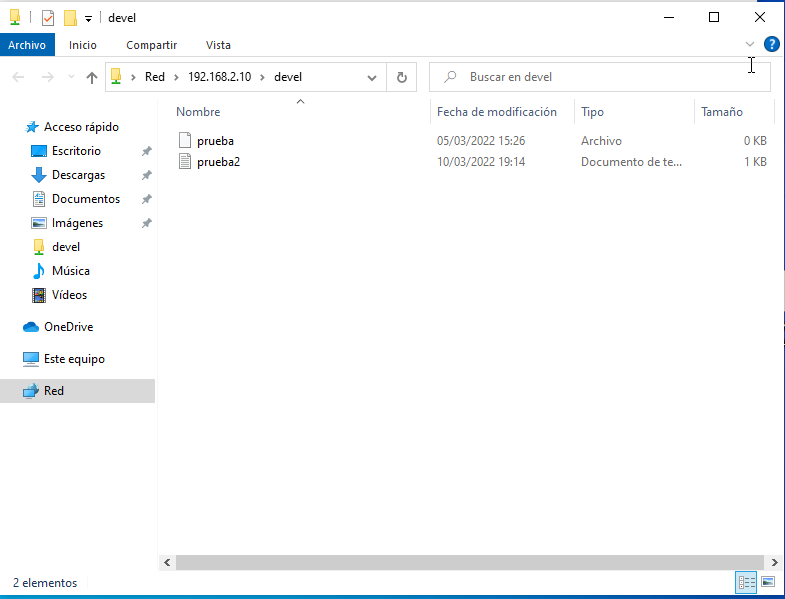 devel
Archivo Inicio Compartir Vista
Red 192.168.2.10 devel
Buscar en devel
Nombre Fecha de modificación Tipo Tamaño
prueba 05/03/2022 15:26 Archivo 0 KB
prueba2 10/03/2022 19:14 Documento de te... 1 KB
Acceso rápido
Escritorio
Descargas
Documentos
Imágenes
devel
Música
Vídeos
OneDrive
Este equipo
Red
2 elementos